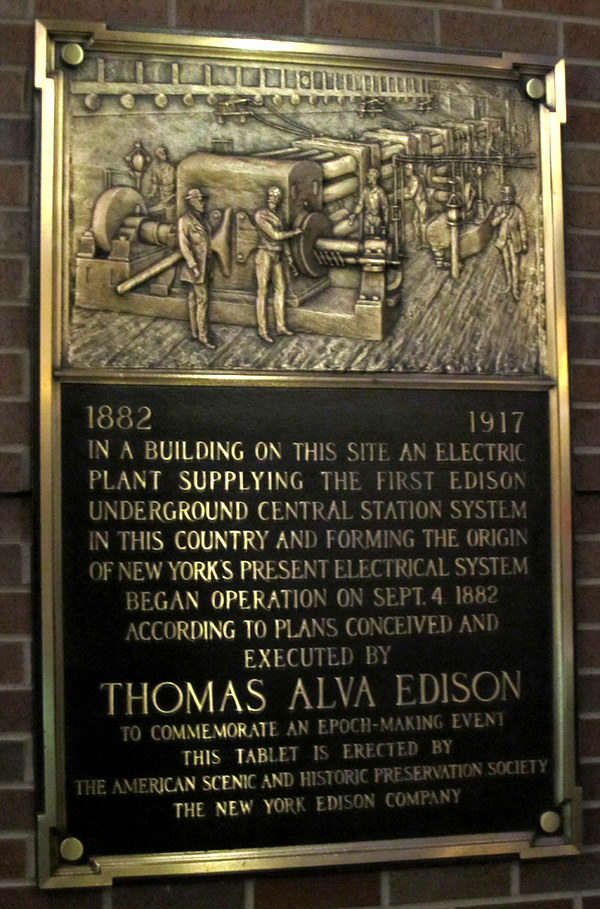 1882 1917
IN A BUILDING ON THIS SITE AN ELECTRIC
PLANT SUPPLYING THE FIRST EDISON
UNDERGROUND CENTRAL STATION SYSTEM
IN THIS COUNTRY AND FORMING THE ORIGIN
OF NEW YORK'S PRESENT ELECTRICAL SYSTEM
BEGAN OPERATION ON SEPT. 4. 1882
ACCORDING TO PLANS CONCEIVED AND
EXECUTED BY
THOMAS ALVA EDISON
TO COMMEMORATE AN EPOCH-MAKING EVENT
THIS TABLET IS ERECTED BY
THE AMERICAN SCENIC AND HISTORIC PRESERVATION SOCIETY
THE NEW YORK EDISON COMPANY